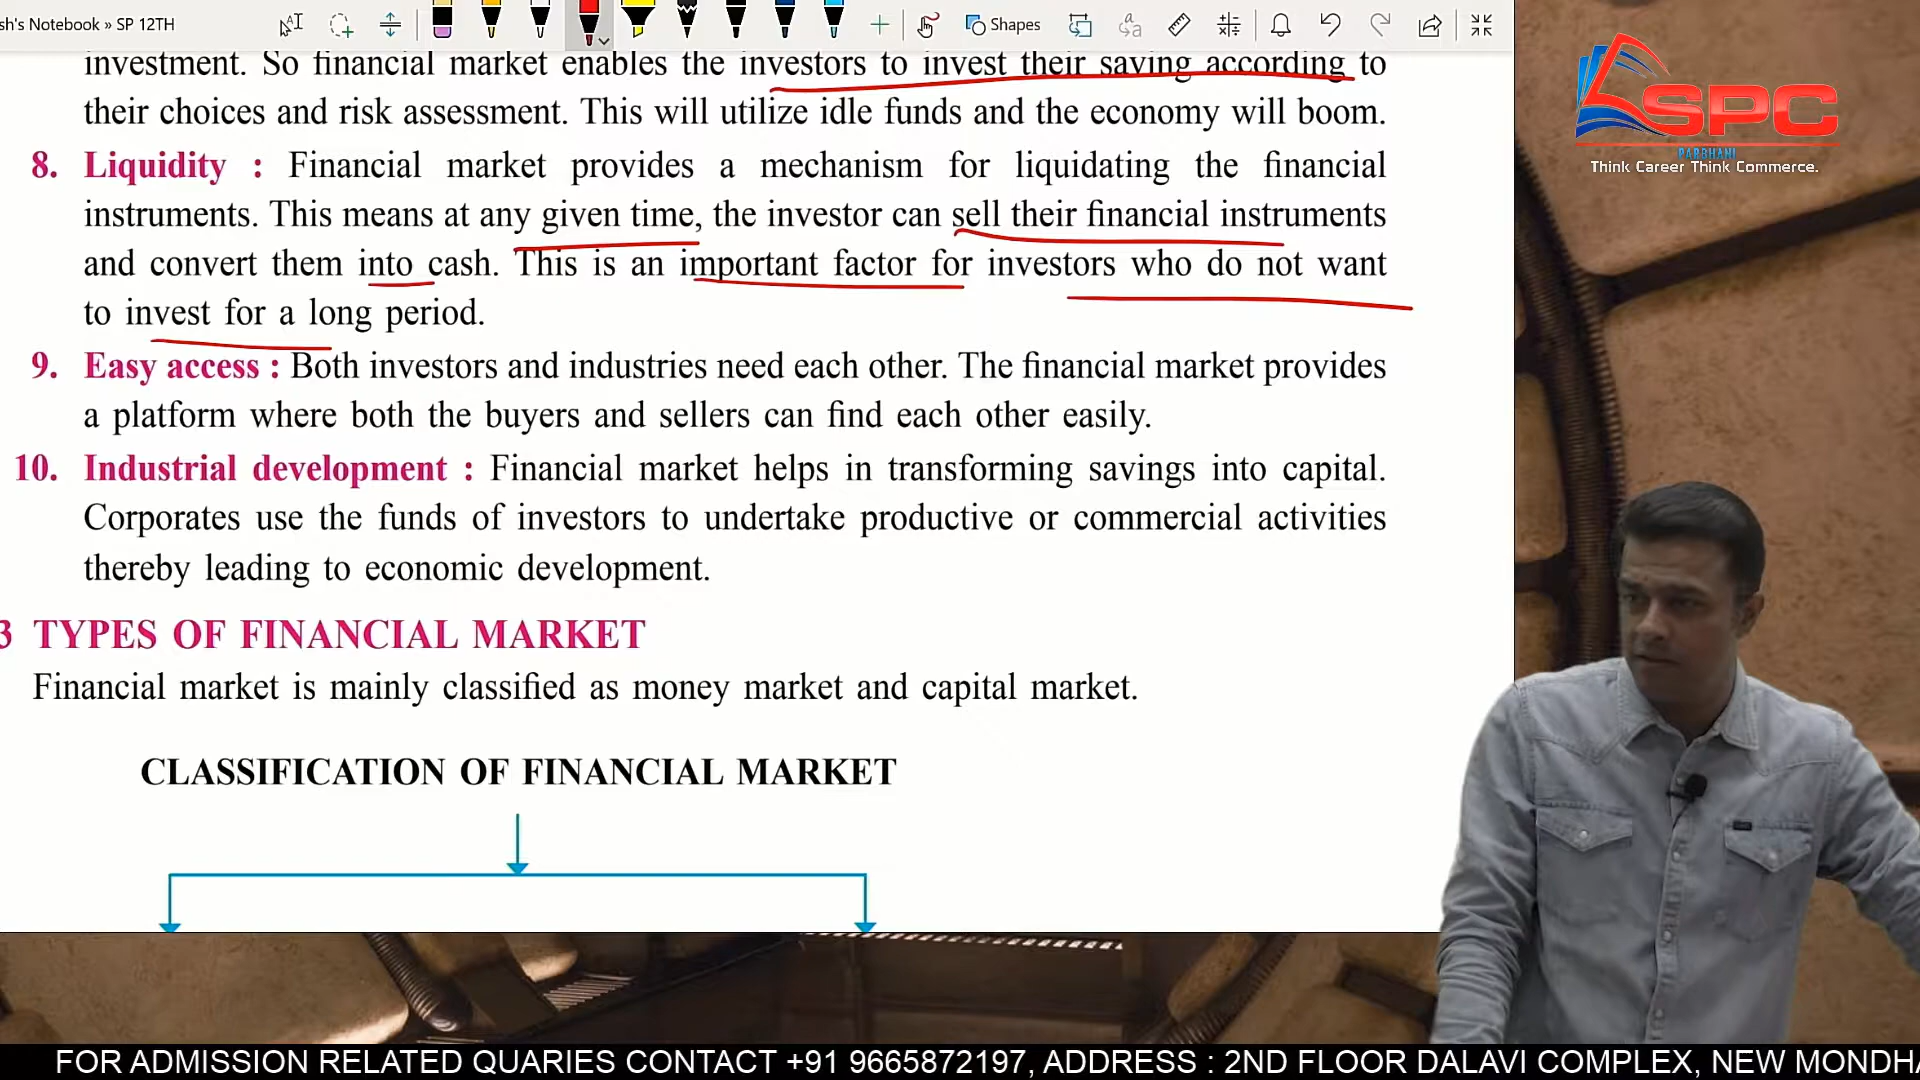 sh's Notebook » SP 12TH
Shapes
investment. So financial market enables the investors to invest their saving according to
their choices and risk assessment. This will utilize idle funds and the economy will boom.
8. Liquidity : Financial market provides a mechanism for liquidating the financial
instruments. This means at any given time, the investor can sell their financial instruments
and convert them into cash. This is an important factor for investors who do not want
to invest for a long period.
9. Easy access : Both investors and industries need each other. The financial market provides
a platform where both the buyers and sellers can find each other easily.
10. Industrial development : Financial market helps in transforming savings into capital.
Corporates use the funds of investors to undertake productive or commercial activities
thereby leading to economic development.
3 TYPES OF FINANCIAL MARKET
Financial market is mainly classified as money market and capital market.
CLASSIFICATION OF FINANCIAL MARKET
SPC
PARBHANI
Think Career Think Commerce.
FOR ADMISSION RELATED QUARIES CONTACT +91 9665872197, ADDRESS : 2ND FLOOR DALAVI COMPLEX, NEW MONDHA